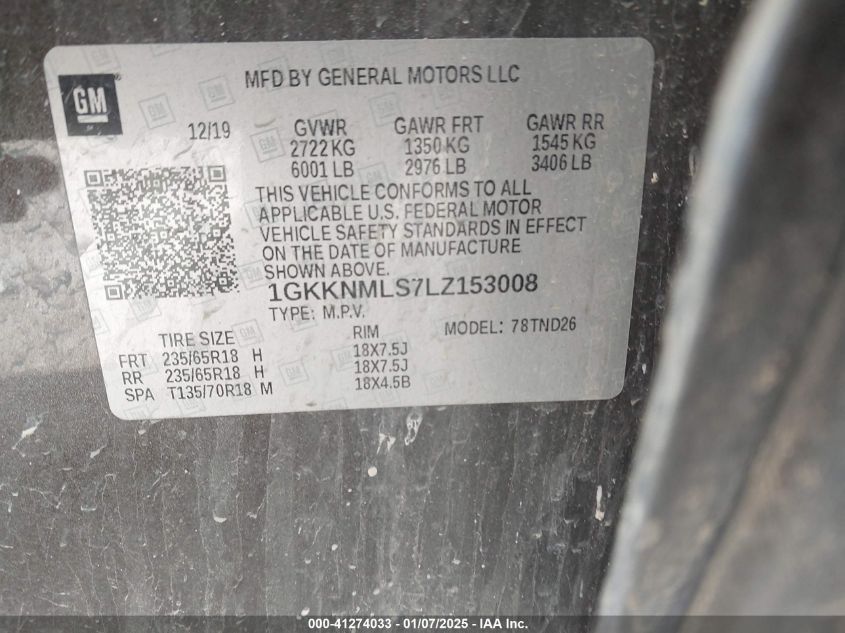 GM
MFD BY GENERAL MOTORS LLC
12/19 GVWR GAWR FRT GAWR RR
2722 KG 1350 KG 1545 KG
6001 LB 2976 LB 3406 LB
THIS VEHICLE CONFORMS TO ALL
APPLICABLE U.S. FEDERAL MOTOR
VEHICLE SAFETY STANDARDS IN EFFECT
ON THE DATE OF MANUFACTURE
SHOWN ABOVE.
1GKKNMLS7LZ153008
TYPE: M.P.V. MODEL: 78TND26
TIRE SIZE RIM
FRT 235/65R18 H 18X7.5J
RR 235/65R18 H 18X7.5J
SPA T135/70R18 M 18X4.5B
000-41274033 - 01/07/2025 - IAA Inc.